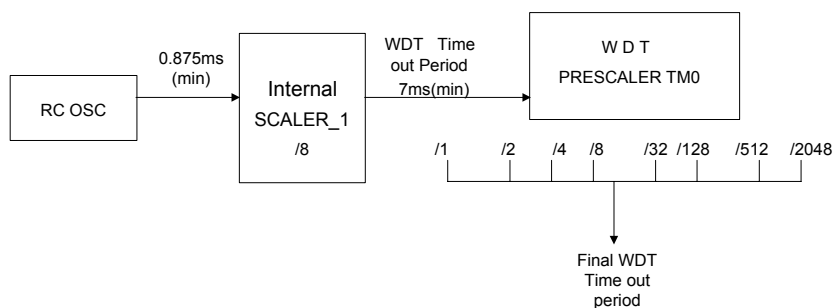 0.875ms
(min)
RC OSC
Internal
SCALER_1
/8
WDT Time
out Period
7ms(min)
W D T
PRESCALER TM0
/1 /2 /4 /8 /32 /128 /512 /2048
Final WDT
Time out
period